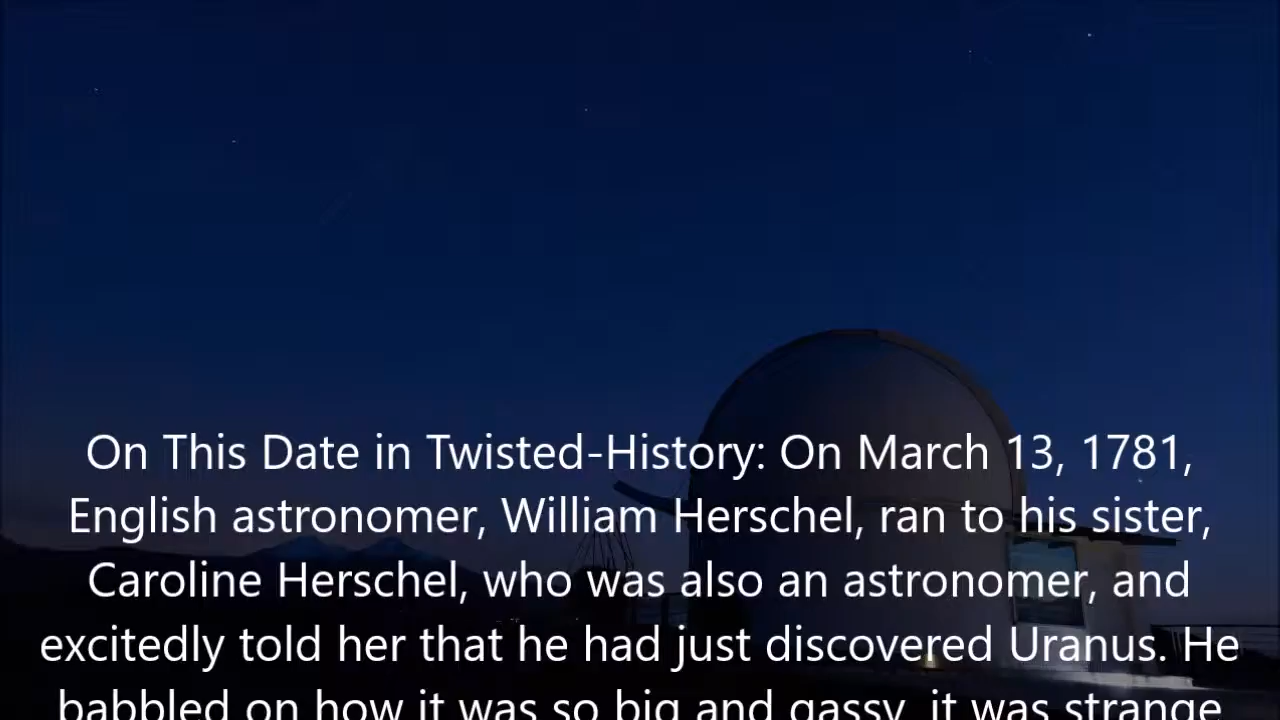 On This Date in Twisted-History: On March 13, 1781,
English astronomer, William Herschel, ran to his sister,
Caroline Herschel, who was also an astronomer, and
excitedly told her that he had just discovered Uranus. He
babbled on how it was so big and gassy, it was strange